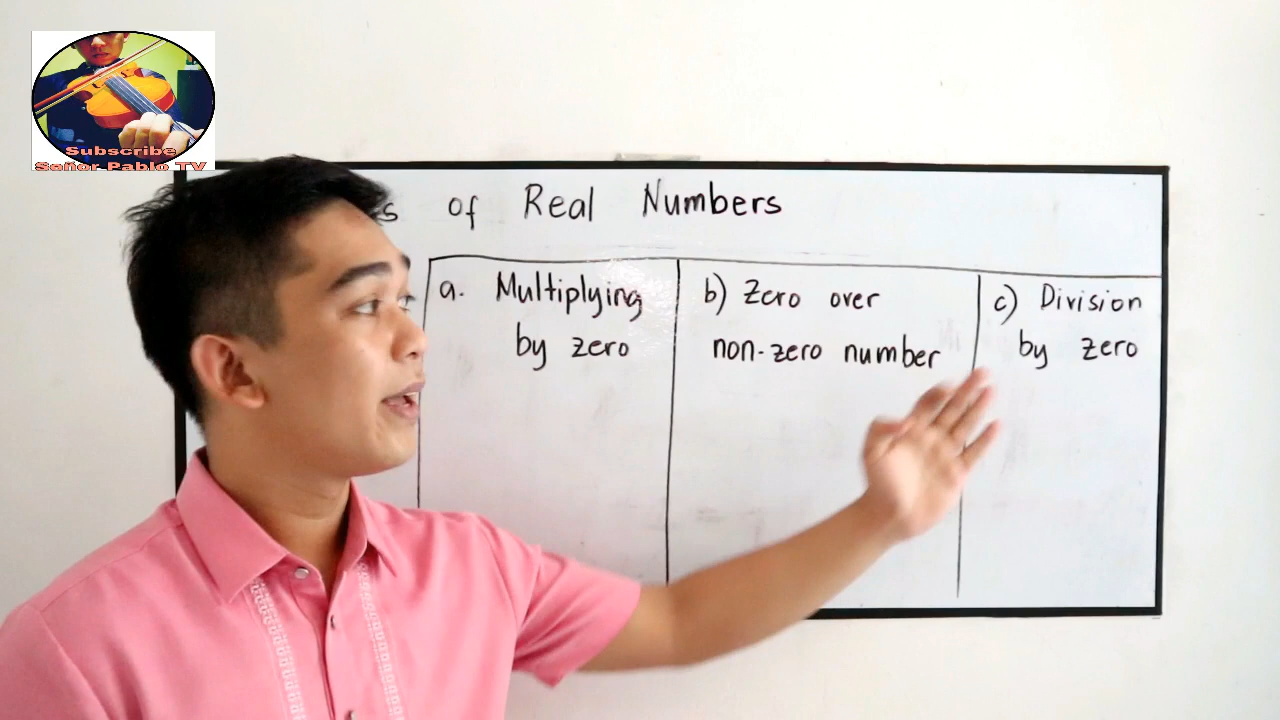 Subscribe
Señor Pablo TV
of Real Numbers
a. Multiplying
by zero
b) Zero over
non-zero number
c) Division
by zero